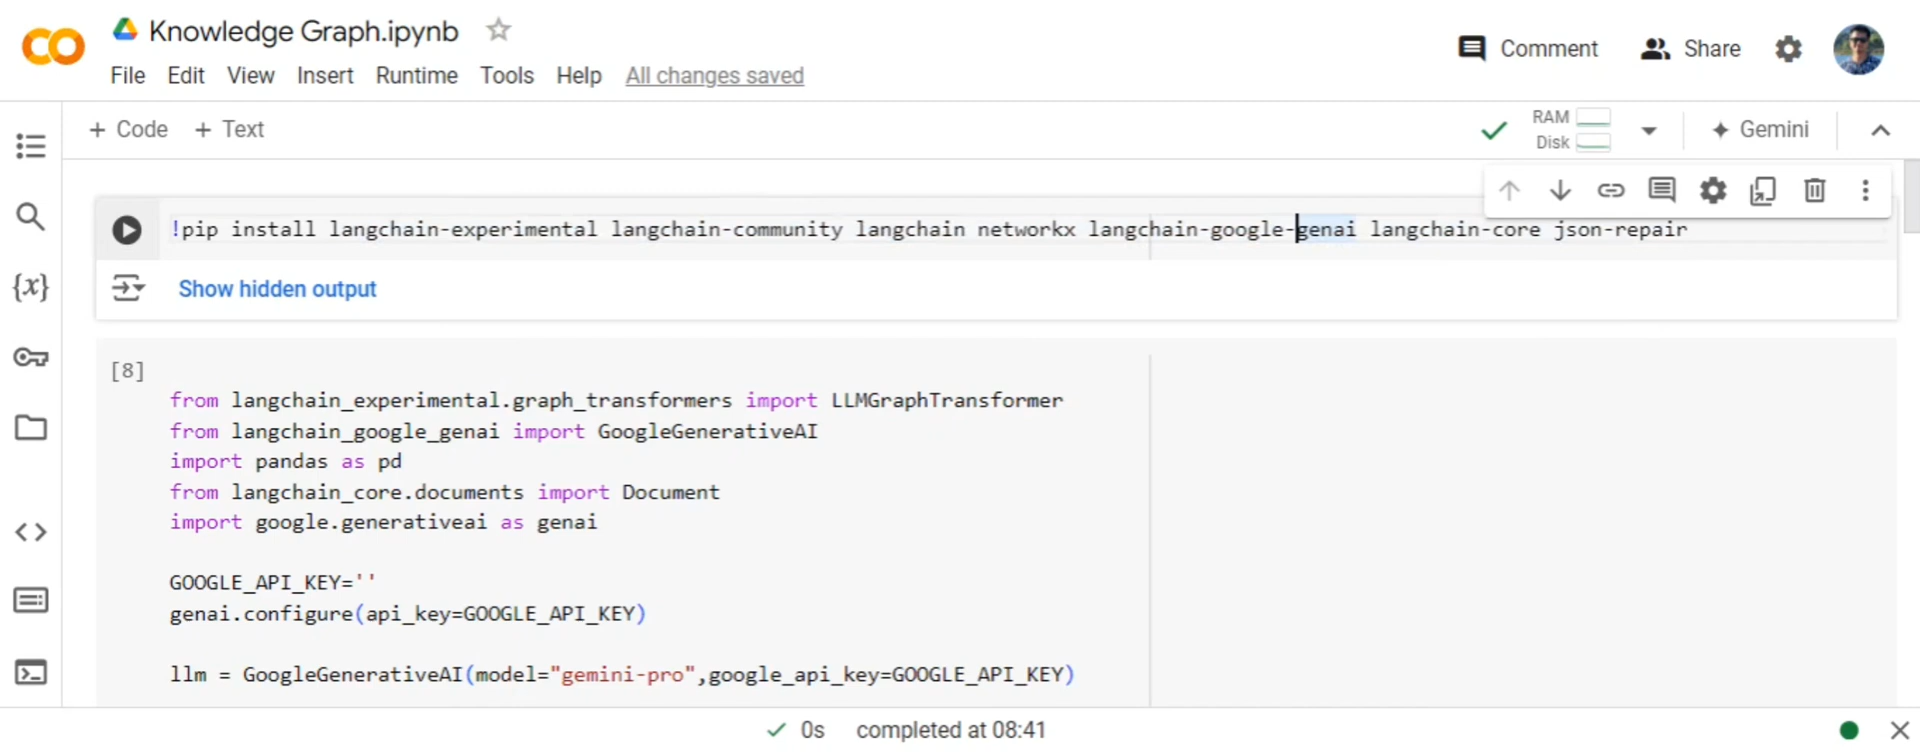 Knowledge Graph.ipynb
Comment Share
File Edit View Insert Runtime Tools Help All changes saved
+ Code + Text
RAM
Disk
Gemini
!pip install langchain-experimental langchain-community langchain networkx langchain-google-genai langchain-core json-repair
Show hidden output
{x}
[8]
from langchain_experimental.graph_transformers import LLMGraphTransformer
from langchain_google_genai import GoogleGenerativeAI
import pandas as pd
from langchain_core.documents import Document
import google.generativeai as genai
GOOGLE_API_KEY=''
genai.configure(api_key=GOOGLE_API_KEY)
llm = GoogleGenerativeAI(model="gemini-pro",google_api_key=GOOGLE_API_KEY)
0s completed at 08:41